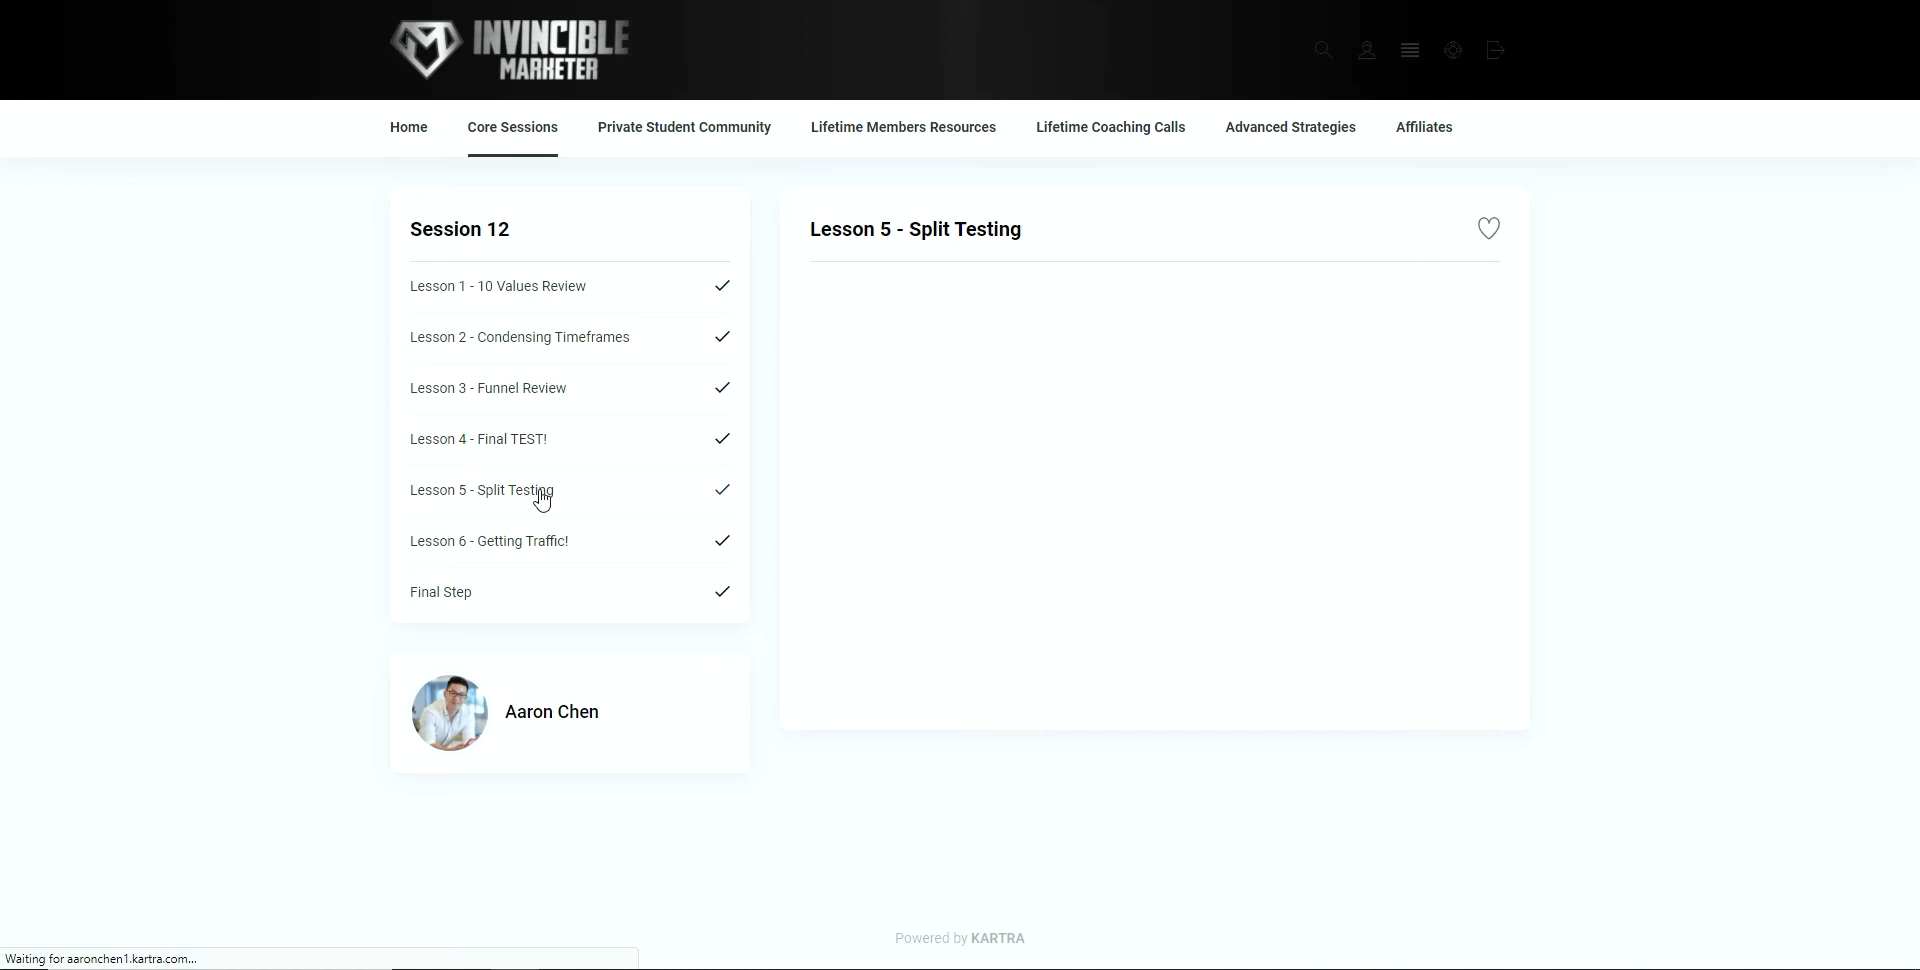 INVINCIBLE
MARKETER
Home
Core Sessions
Private Student Community
Lifetime Members Resources
Lifetime Coaching Calls
Advanced Strategies
Affiliates
Session 12
Lesson 1 - 10 Values Review
Lesson 2 - Condensing Timeframes
Lesson 3 - Funnel Review
Lesson 4 - Final TEST!
Lesson 5 - Split Testing
Lesson 6 - Getting Traffic!
Final Step
Aaron Chen
Lesson 5 - Split Testing
Powered by KARTRA
Waiting for aaronchen1.kartra.com...